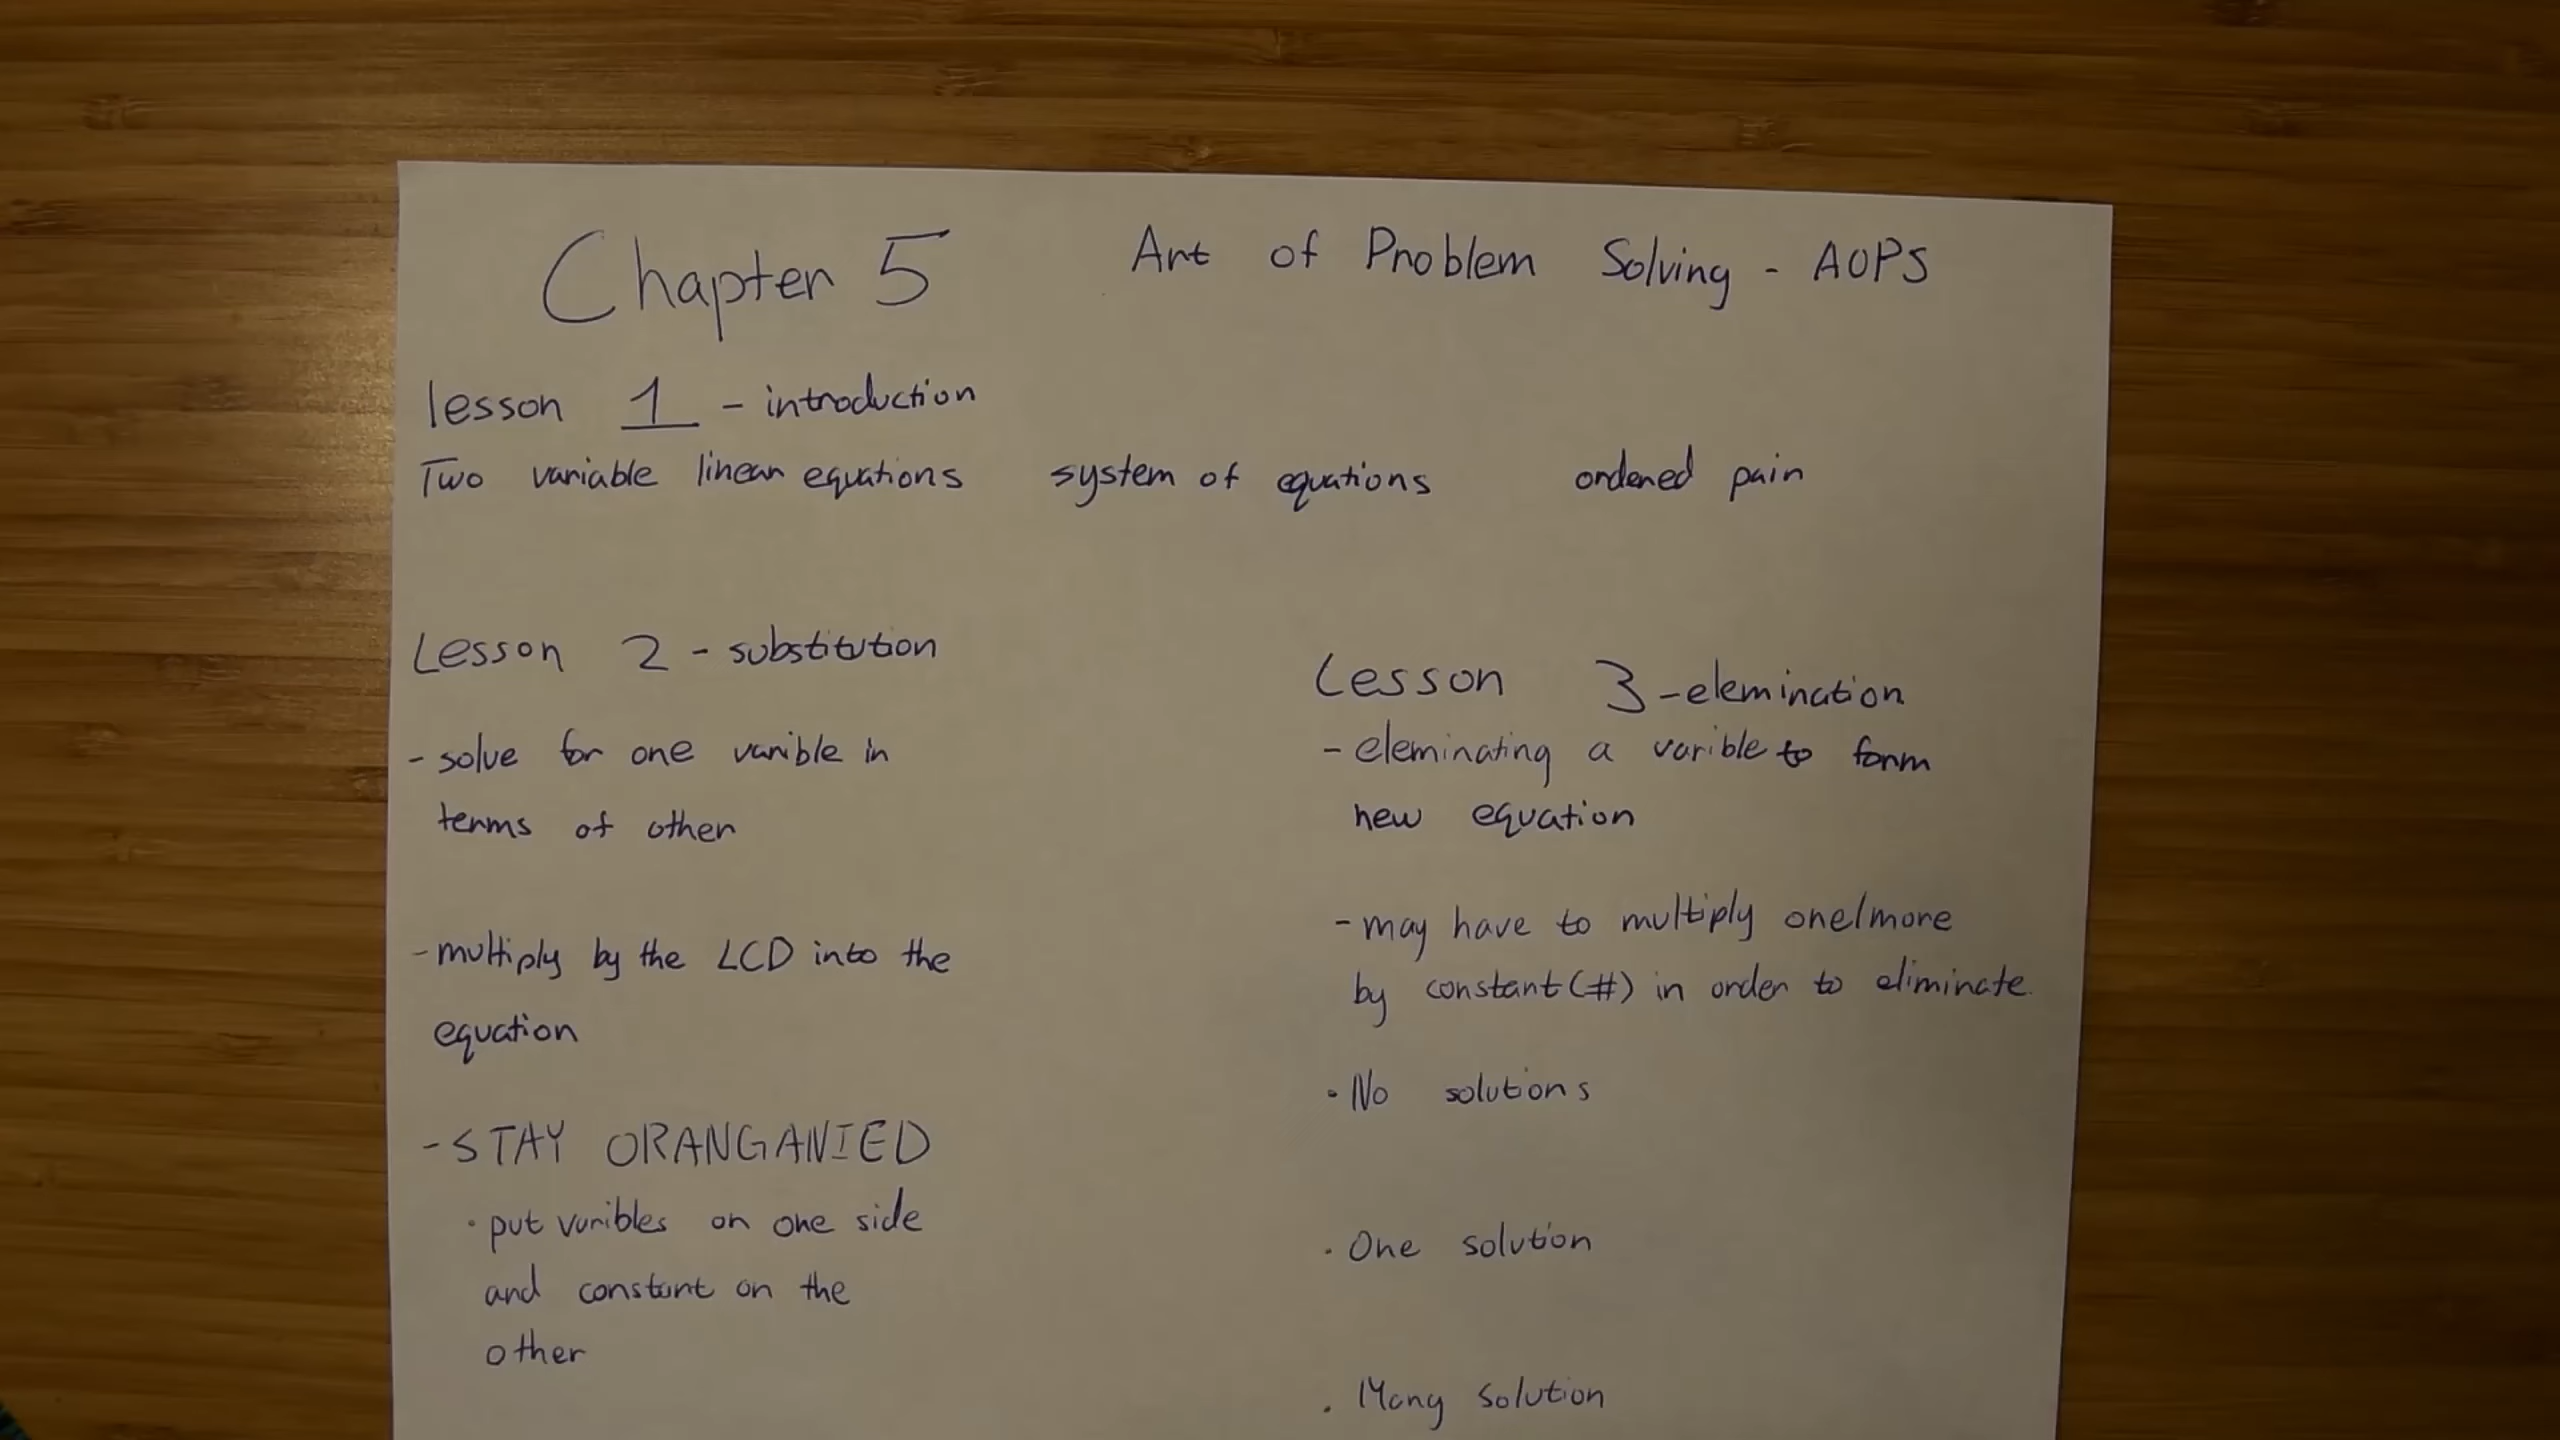 Chapter 5
Art of Problem Solving - AOPS
lesson 1 - introduction
Two variable linear equations system of equations ordered pair
Lesson 2 - substitution
- solve for one varible in
terms of other
- multiply by the LCD into the
equation
- STAY ORANGANIED
· put varibles on one side
and constant on the
other
Lesson 3 - elemination
- eleminating a varible to form
new equation
- may have to multiply one/more
by constant (#) in order to eliminate.
· No solutions
· One solution
· Many solution